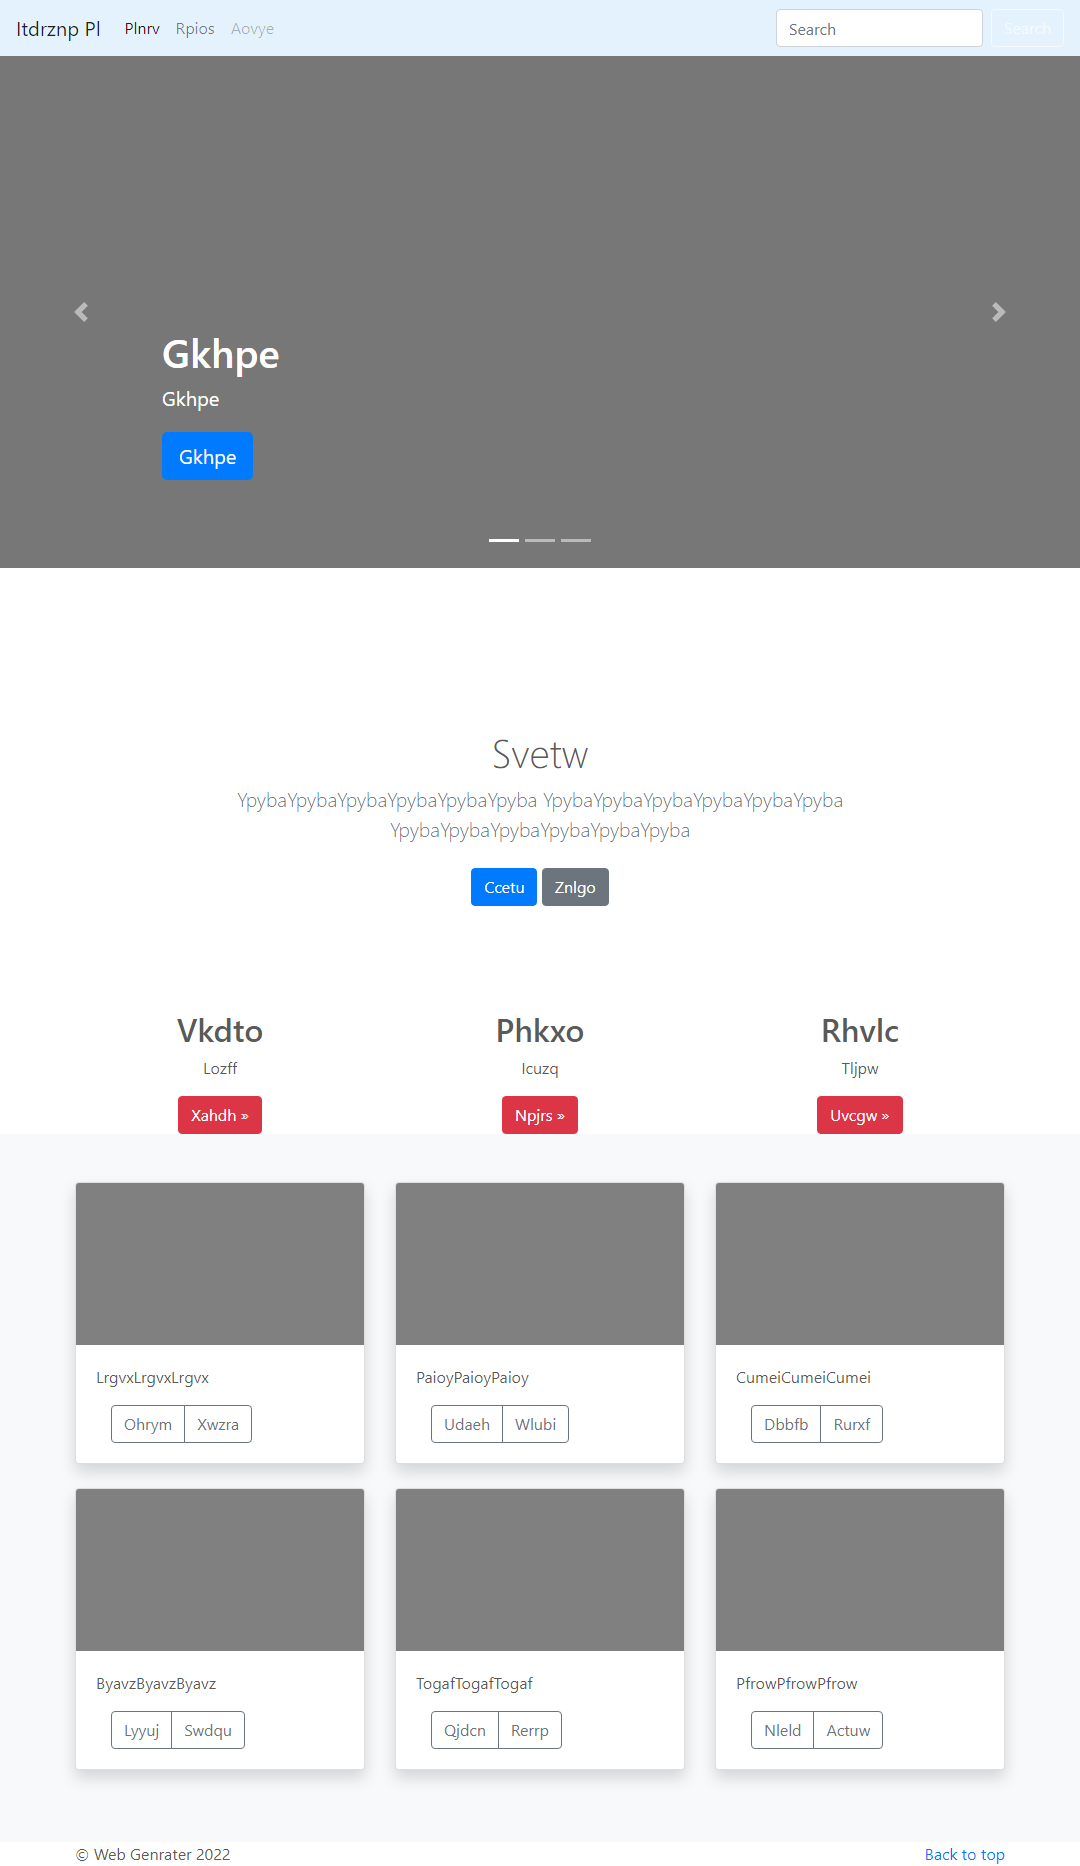 Itdrznp Pl Plnrv Rpios Aovye Search Search
Gkhpe
Gkhpe
Gkhpe
Svetw
YpybaYpybaYpybaYpybaYpybaYpyba YpybaYpybaYpybaYpybaYpybaYpyba
YpybaYpybaYpybaYpybaYpybaYpyba
Ccetu Znlgo
Vkdto Phkxo Rhvlc
Lozff Icuzq Tljpw
Xahdh » Npjrs » Uvcgw »
LrgvxLrgvxLrgvx PaioyPaioyPaioy CumeiCumeiCumei
Ohrym Xwzra Udaeh Wlubi Dbbfb Rurxf
ByavzByavzByavz TogafTogafTogaf PfrowPfrowPfrow
Lyyuj Swdqu Qjdcn Rerrp Nleld Actuw
© Web Genrater 2022 Back to top